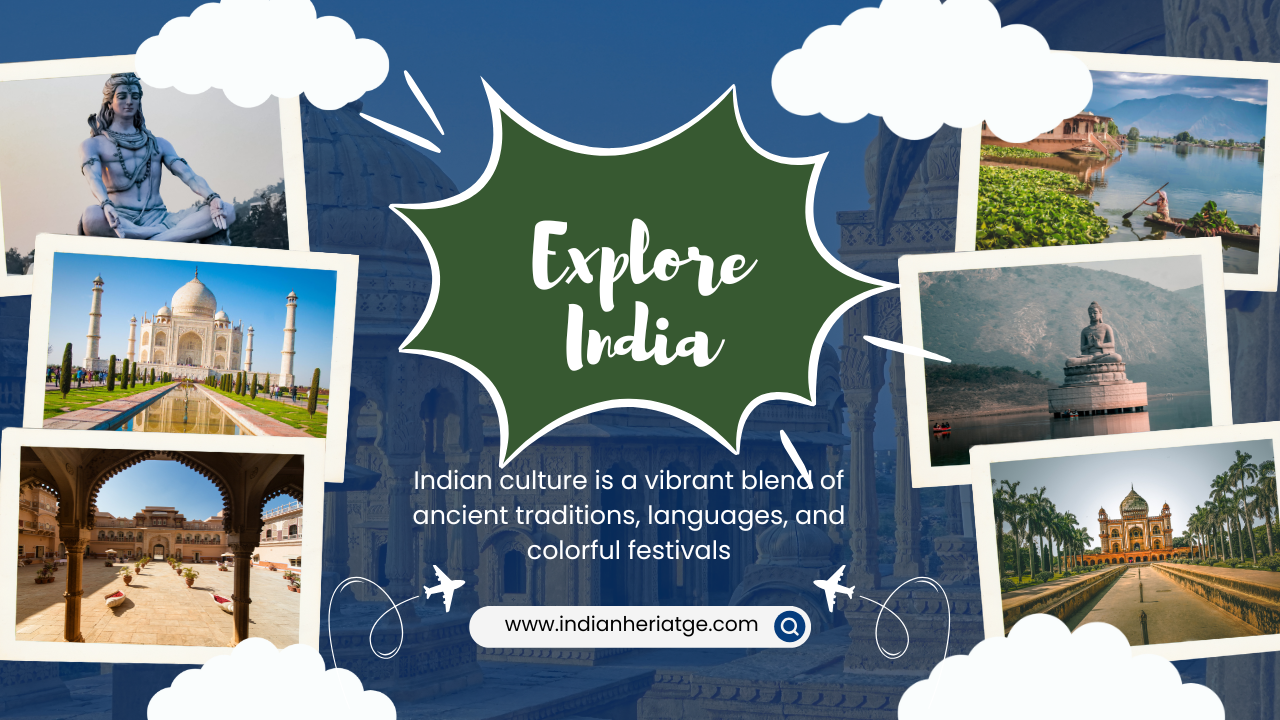 Explore
India
Indian culture is a vibrant blend of
ancient traditions, languages, and
colorful festivals
www.indianheriatge.com